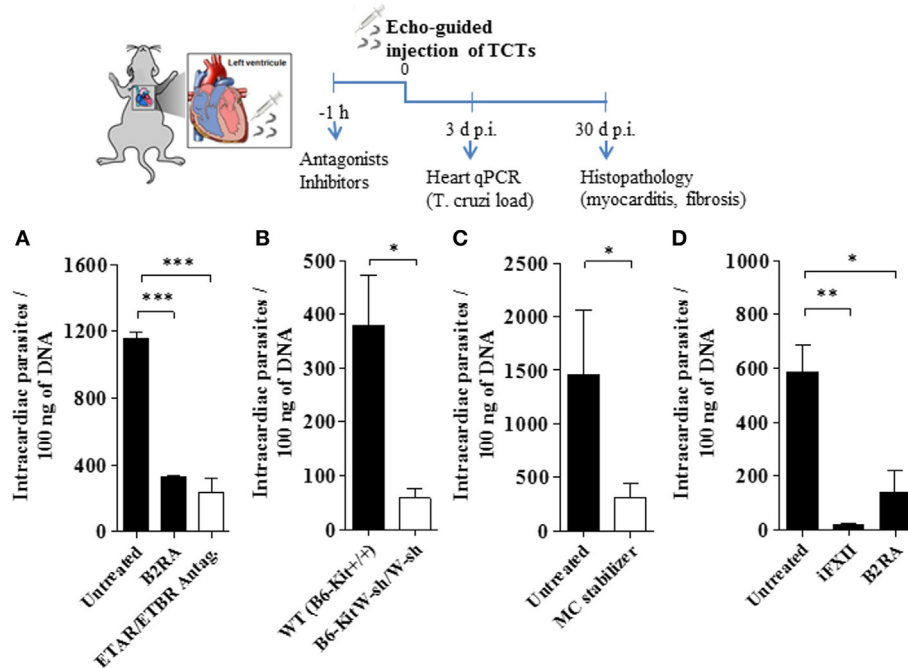 Echo-guided
injection of TCTs
Left ventricule
0
-1 h
3 d p.i.
30 d p.i.
Antagonists
Inhibitors
Heart qPCR
(T. cruzi load)
Histopathology
(myocarditis, fibrosis)
A
Intracardiac parasites /
100 ng of DNA
1600
1200
800
400
0
***
***
Untreated
B2RA
ETAR/ETBR Antag.
B
Intracardiac parasites /
100 ng of DNA
500
400
300
200
100
0
*
WT (B6-Kit+/+)
B6-KitW-sh/W-sh
C
Intracardiac parasites /
100 ng of DNA
2500
2000
1500
1000
500
0
*
Untreated
MC stabilizer
D
Intracardiac parasites /
100 ng of DNA
1000
800
600
400
200
0
*
**
Untreated
iFXII
B2RA